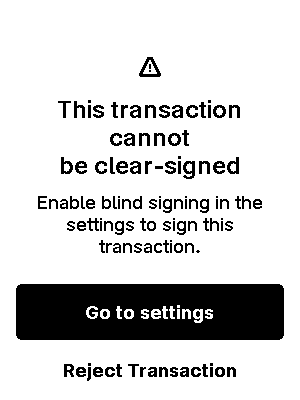 This transaction
cannot
be clear-signed
Enable blind signing in the
settings to sign this
transaction.
Go to settings
Reject Transaction